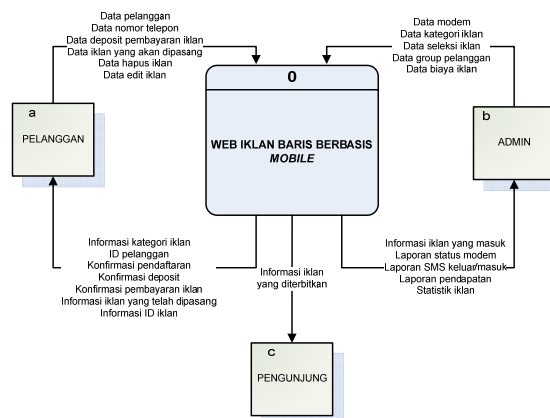 Data pelanggan
Data nomor telepon
Data deposit pembayaran iklan
Data iklan yang akan dipasang
Data hapus iklan
Data edit iklan
Data modem
Data kategori iklan
Data seleksi iklan
Data group pelanggan
Data biaya iklan
0
WEB IKLAN BARIS BERBASIS
MOBILE
a
PELANGGAN
b
ADMIN
Informasi kategori iklan
ID pelanggan
Konfirmasi pendaftaran
Konfirmasi deposit
Konfirmasi pembayaran iklan
Informasi iklan yang telah dipasang
Informasi ID iklan
Informasi iklan
yang diterbitkan
Informasi iklan yang masuk
Laporan status modem
Laporan SMS keluar/masuk
Laporan pendapatan
Statistik iklan
c
PENGUNJUNG